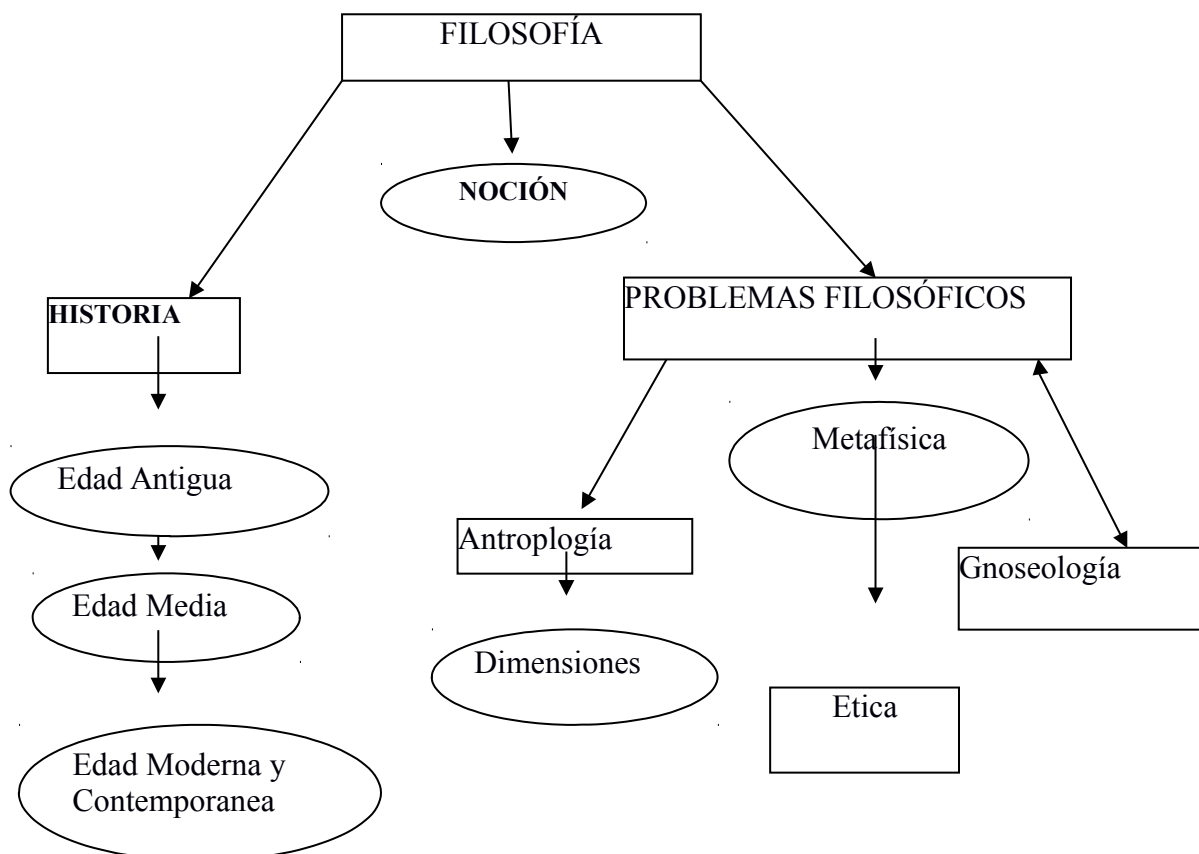 FILOSOFÍA
NOCIÓN
HISTORIA
PROBLEMAS FILOSÓFICOS
Edad Antigua
Metafísica
Antroplogía
Gnoseología
Edad Media
Dimensiones
Etica
Edad Moderna y
Contemporanea